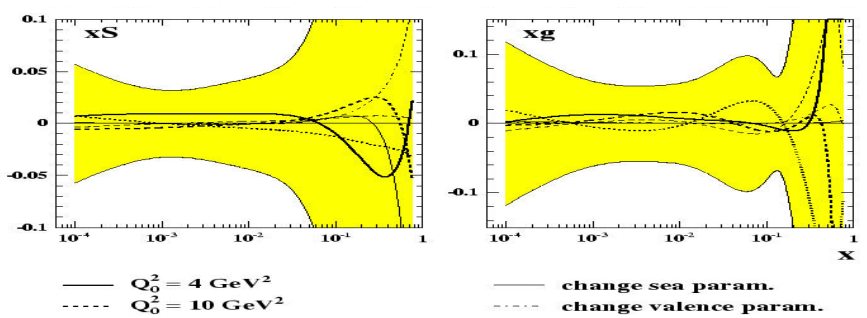 xS
xg
0.1
0.05
0
-0.05
-0.1
0.1
0
-0.1
10⁻⁴ 10⁻³ 10⁻² 10⁻¹ 1
10⁻⁴ 10⁻³ 10⁻² 10⁻¹ 1
x
Q₀² = 4 GeV²
Q₀² = 10 GeV²
change sea param.
change valence param.